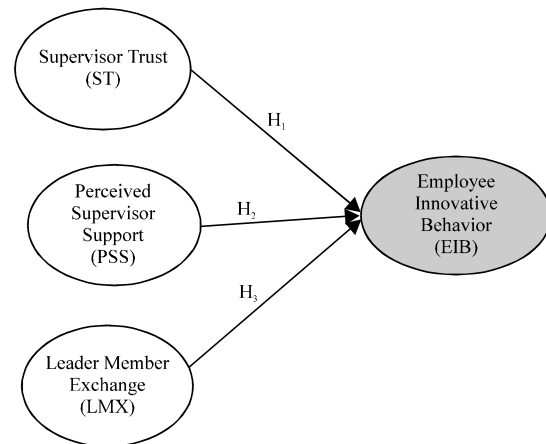 Supervisor Trust
(ST)
H₁
Perceived
Supervisor
Support
(PSS)
H₂
Employee
Innovative
Behavior
(EIB)
H₃
Leader Member
Exchange
(LMX)